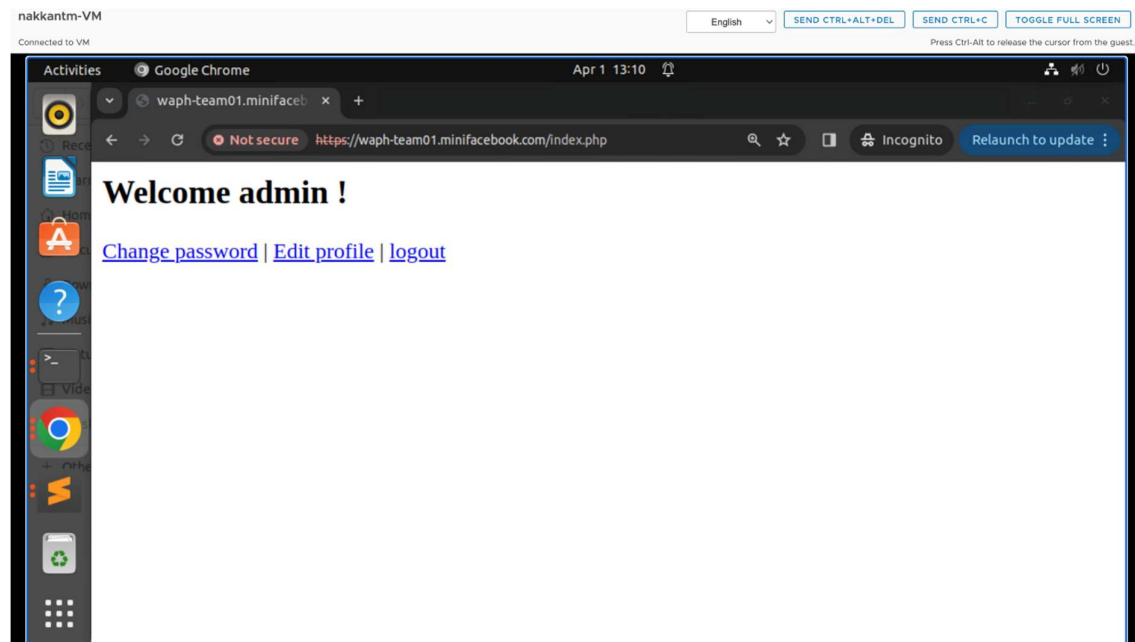 nakkantm-VM
English
SEND CTRL+ALT+DEL
SEND CTRL+C
TOGGLE FULL SCREEN
Connected to VM
Press Ctrl-Alt to release the cursor from the guest.
Activities
Google Chrome
Apr 1 13:10
waph-team01.minifaceb
Not secure
https://waph-team01.minifacebook.com/index.php
Incognito
Relaunch to update
Welcome admin !
Change password | Edit profile | logout